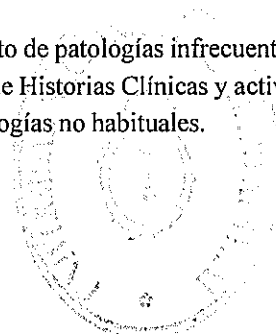 to de patologías infrecuent
e Historias Clínicas y activ
ogías no habituales.